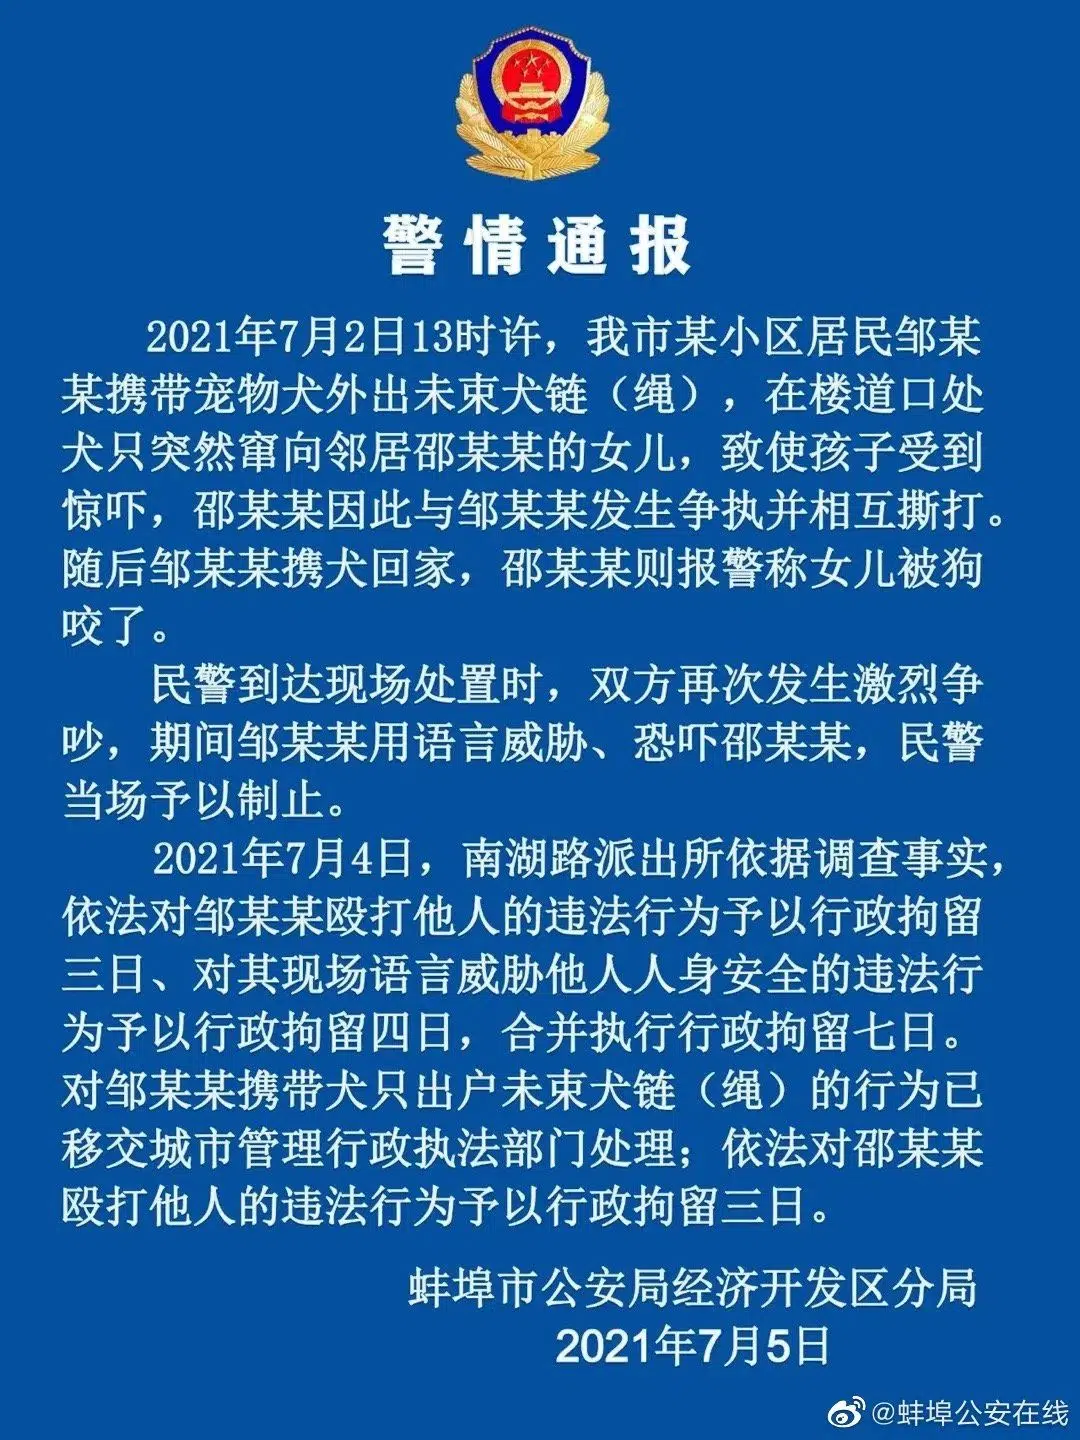 警情通报
2021年7月2日13时许，我市某小区居民邹某
某携带宠物犬外出未束犬链（绳），在楼道口处
犬只突然窜向邻居邵某某的女儿，致使孩子受到
惊吓，邵某某因此与邹某某发生争执并相互撕打。
随后邹某某携犬回家，邵某某则报警称女儿被狗
咬了。
民警到达现场处置时，双方再次发生激烈争
吵，期间邹某某用语言威胁、恐吓邵某某，民警
当场予以制止。
2021年7月4日，南湖路派出所依据调查事实，
依法对邹某某殴打他人的违法行为予以行政拘留
三日、对其现场语言威胁他人人身安全的违法行
为予以行政拘留四日，合并执行行政拘留七日。
对邹某某携带犬只出户未束犬链（绳）的行为已
移交城市管理行政执法部门处理；依法对邵某某
殴打他人的违法行为予以行政拘留三日。
蚌埠市公安局经济开发区分局
2021年7月5日
@蚌埠公安在线